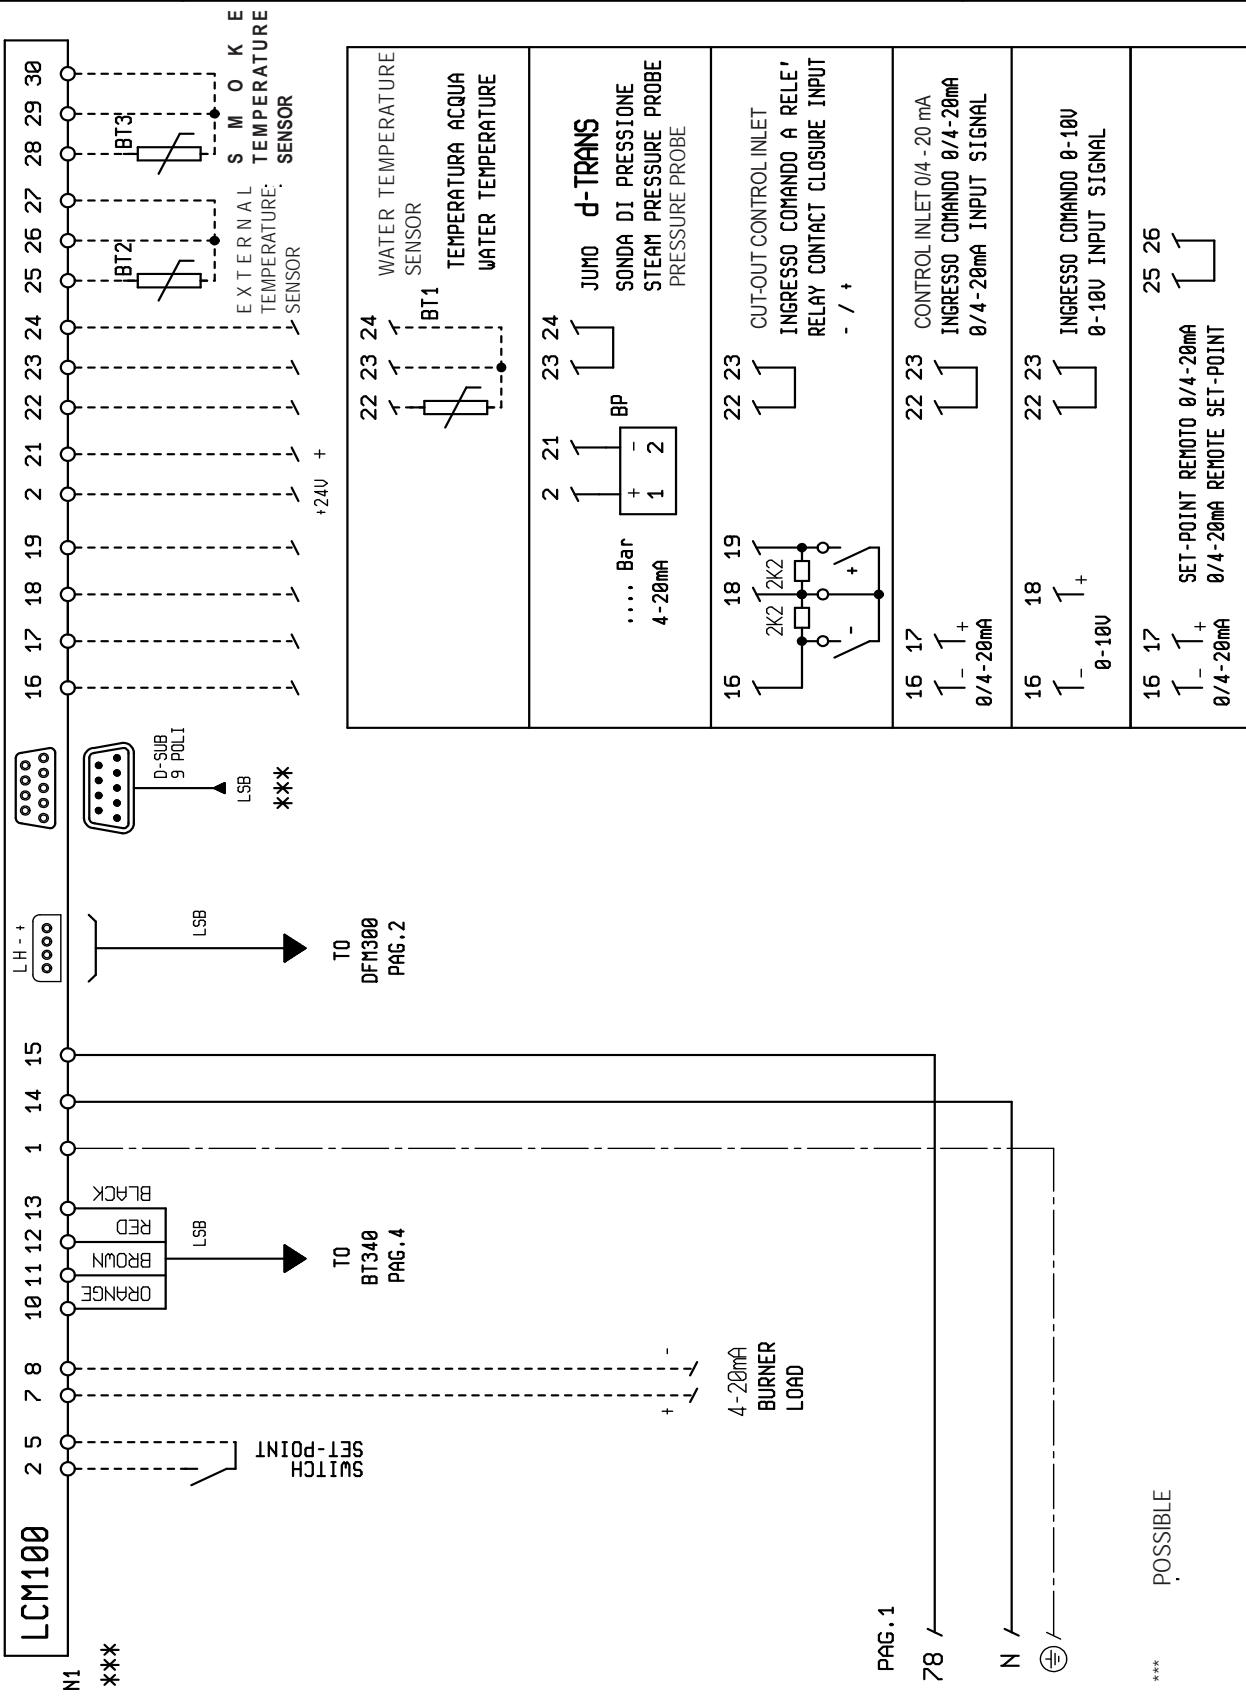 LCM100
N1
***
2 5 7 8 10 11 12 13 1 14 15
LH-+
16 17 18 19 2 21 22 23 24 25 26 27 28 29 30
SWITCH
SET-POINT
+ -
4-20mA
BURNER
LOAD
ORANGE
BROWN
RED
BLACK
LSB
TO
BT340
PAG.4
LSB
TO
DFM300
PAG.2
D-SUB
9 POLI
LSB
***
+24V +
BT2
EXTERNAL
TEMPERATURE
SENSOR
BT3
SMOKE
TEMPERATURE
SENSOR
PAG.1
78
N
22 23 24
BT1
WATER TEMPERATURE
SENSOR
TEMPERATURA ACQUA
WATER TEMPERATURE
2 21 23 24
BP
+ -
1 2
.... Bar
4-20mA
JUMO d-TRANS
SONDA DI PRESSIONE
STEAM PRESSURE PROBE
PRESSURE PROBE
16 18 19 22 23
2K2 2K2
- +
CUT-OUT CONTROL INLET
INGRESSO COMANDO A RELE'
RELAY CONTACT CLOSURE INPUT
- / +
16 17 22 23
- +
0/4-20mA
CONTROL INLET 0/4 - 20 mA
INGRESSO COMANDO 0/4-20mA
0/4-20mA INPUT SIGNAL
16 18 22 23
- +
0-10V
INGRESSO COMANDO 0-10V
0-10V INPUT SIGNAL
16 17 25 26
- +
0/4-20mA
SET-POINT REMOTO 0/4-20mA
0/4-20mA REMOTE SET-POINT
*** POSSIBLE